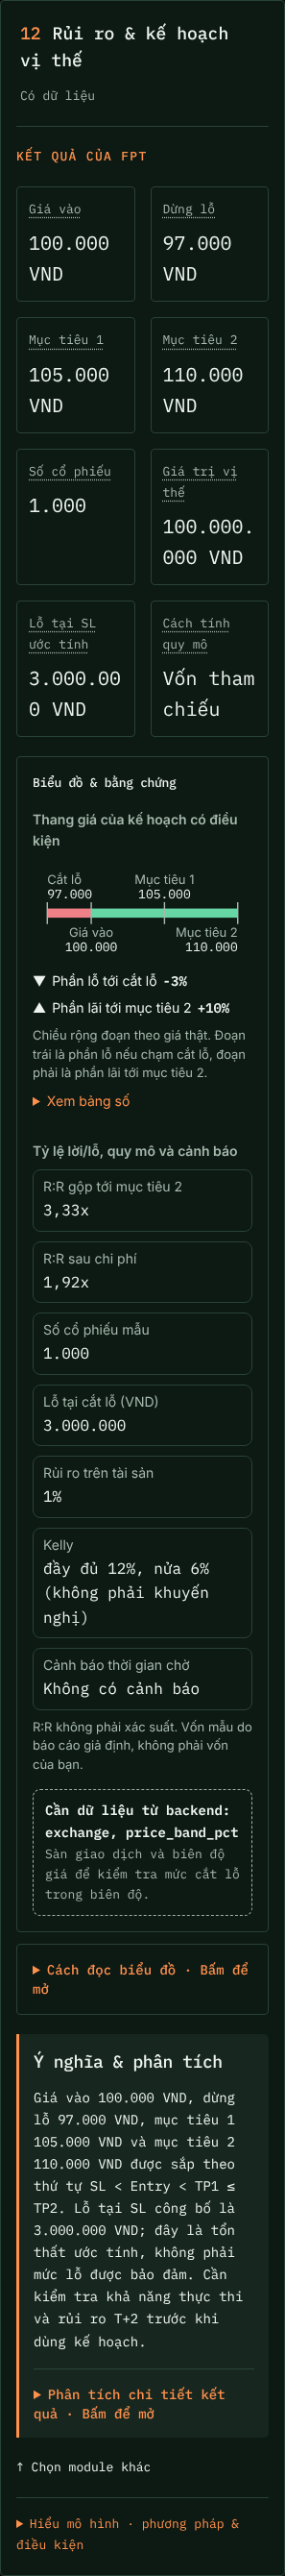 12 Rủi ro & kế hoạch
vị thế
Có dữ liệu
KẾT QUẢ CỦA FPT
Giá vào
100.000
VND
Dừng lỗ
97.000
VND
Mục tiêu 1
105.000
VND
Mục tiêu 2
110.000
VND
Số cổ phiếu
1.000
Giá trị vị
thế
100.000.
000 VND
Lỗ tại SL
ước tính
3.000.00
0 VND
Cách tính
quy mô
Vốn tham
chiếu
Biểu đồ & bằng chứng
Thang giá của kế hoạch có điều
kiện
Cắt lỗ
97.000
Mục tiêu 1
105.000
Giá vào
100.000
Mục tiêu 2
110.000
▼ Phần lỗ tới cắt lỗ -3%
▲ Phần lãi tới mục tiêu 2 +10%
Chiều rộng đoạn theo giá thật. Đoạn
trái là phần lỗ nếu chạm cắt lỗ, đoạn
phải là phần lãi tới mục tiêu 2.
▶ Xem bảng số
Tỷ lệ lời/lỗ, quy mô và cảnh báo
R:R gộp tới mục tiêu 2
3,33x
R:R sau chi phí
1,92x
Số cổ phiếu mẫu
1.000
Lỗ tại cắt lỗ (VND)
3.000.000
Rủi ro trên tài sản
1%
Kelly
đầy đủ 12%, nửa 6%
(không phải khuyến
nghị)
Cảnh báo thời gian chờ
Không có cảnh báo
R:R không phải xác suất. Vốn mẫu do
báo cáo giả định, không phải vốn
của bạn.
Cần dữ liệu từ backend:
exchange, price_band_pct
Sàn giao dịch và biên độ
giá để kiểm tra mức cắt lỗ
trong biên độ.
▶ Cách đọc biểu đồ · Bấm để
mở
Ý nghĩa & phân tích
Giá vào 100.000 VND, dừng
lỗ 97.000 VND, mục tiêu 1
105.000 VND và mục tiêu 2
110.000 VND được sắp theo
thứ tự SL < Entry < TP1 ≤
TP2. Lỗ tại SL công bố là
3.000.000 VND; đây là tổn
thất ước tính, không phải
mức lỗ được bảo đảm. Cần
kiểm tra khả năng thực thi
và rủi ro T+2 trước khi
dùng kế hoạch.
▶ Phân tích chi tiết kết
quả · Bấm để mở
↑ Chọn module khác
▶ Hiểu mô hình · phương pháp &
điều kiện